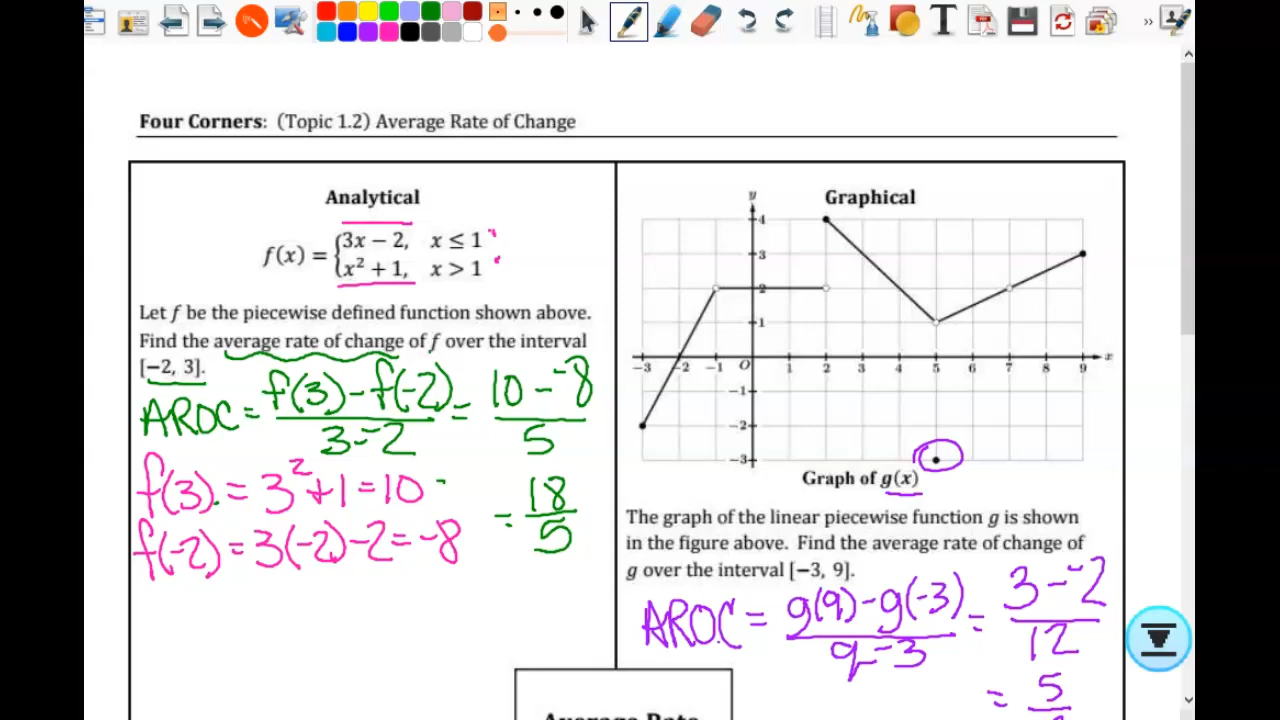 Four Corners: (Topic 1.2) Average Rate of Change
Analytical
f(x) = {3x − 2, x ≤ 1
x² + 1, x > 1
Let f be the piecewise defined function shown above.
Find the average rate of change of f over the interval
[−2, 3].
AROC = f(3) - f(-2) / 3 - -2 = 10 - -8 / 5
f(3) = 3² + 1 = 10
= 18 / 5
f(-2) = 3(-2) - 2 = -8
Graphical
y
4
3
2
1
−3 −2 −1 O 1 2 3 4 5 6 7 8 9 x
−1
−2
−3
Graph of g(x)
The graph of the linear piecewise function g is shown
in the figure above. Find the average rate of change of
g over the interval [−3, 9].
AROC = g(9) - g(-3) / 9 - -3 = 3 - -2 / 12
= 5
Average Rate